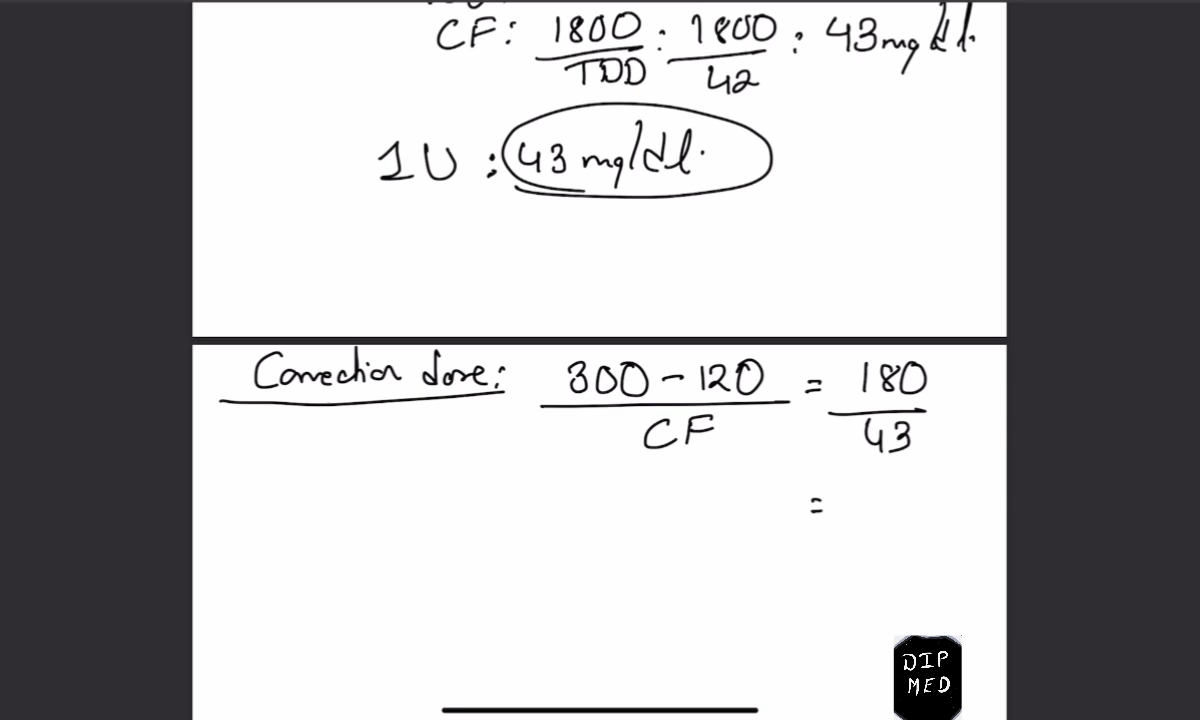 CF: 1800/TDD : 1800/42 : 43mg/dl.
1U : 43 mg/dl.
Correction dose: 300-120/CF = 180/43
=
DIP
MED